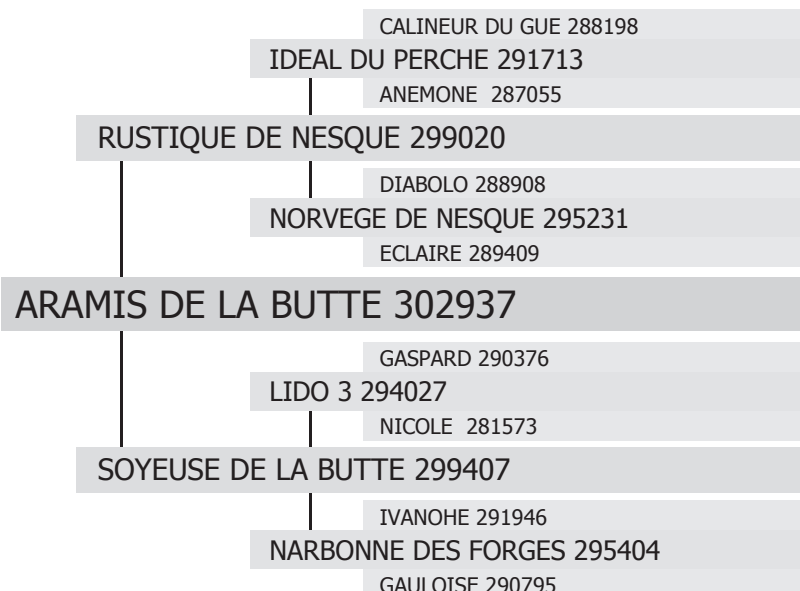 CALINEUR DU GUE 288198
IDEAL DU PERCHE 291713
ANEMONE  287055
RUSTIQUE DE NESQUE 299020
DIABOLO 288908
NORVEGE DE NESQUE 295231
ECLAIRE 289409
ARAMIS DE LA BUTTE 302937
GASPARD 290376
LIDO 3 294027
NICOLE  281573
SOYEUSE DE LA BUTTE 299407
IVANOHE 291946
NARBONNE DES FORGES 295404
GAULOISE 290795